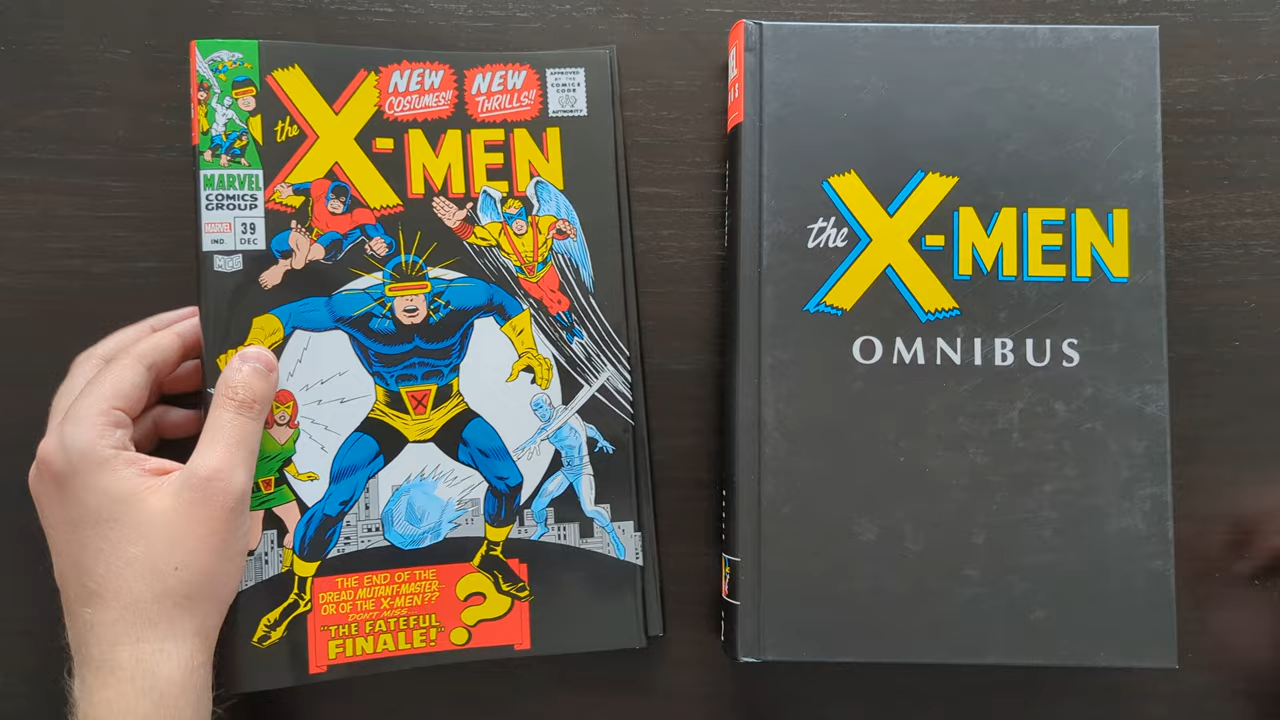 NEW
COSTUMES!!
NEW
THRILLS!!
APPROVED
BY THE
COMICS
CODE
AUTHORITY
the X-MEN
MARVEL
COMICS
GROUP
MARVEL
IND.
39
DEC
MCG
X
THE END OF THE
DREAD MUTANT-MASTER--
OR OF THE X-MEN??
DON'T MISS...
"THE FATEFUL
FINALE!"
?
the X-MEN
OMNIBUS